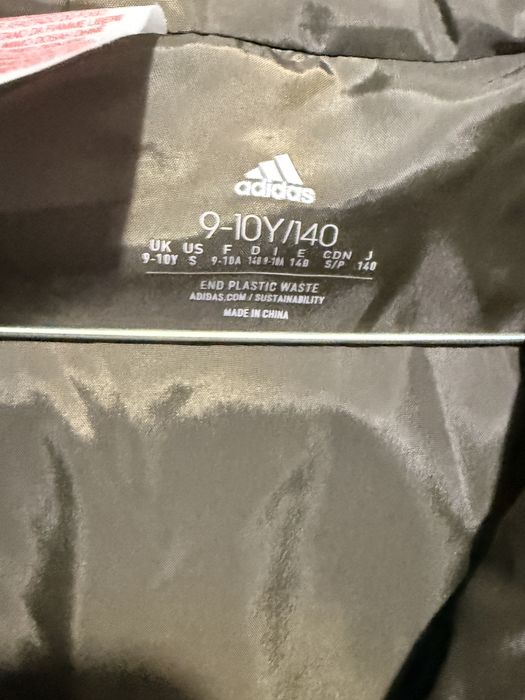 adidas
9-10Y/140
UK US F D I E CDN J
9-10Y S 9-10A 140 9-10A 140 S/P 140
END PLASTIC WASTE
ADIDAS.COM / SUSTAINABILITY
MADE IN CHINA